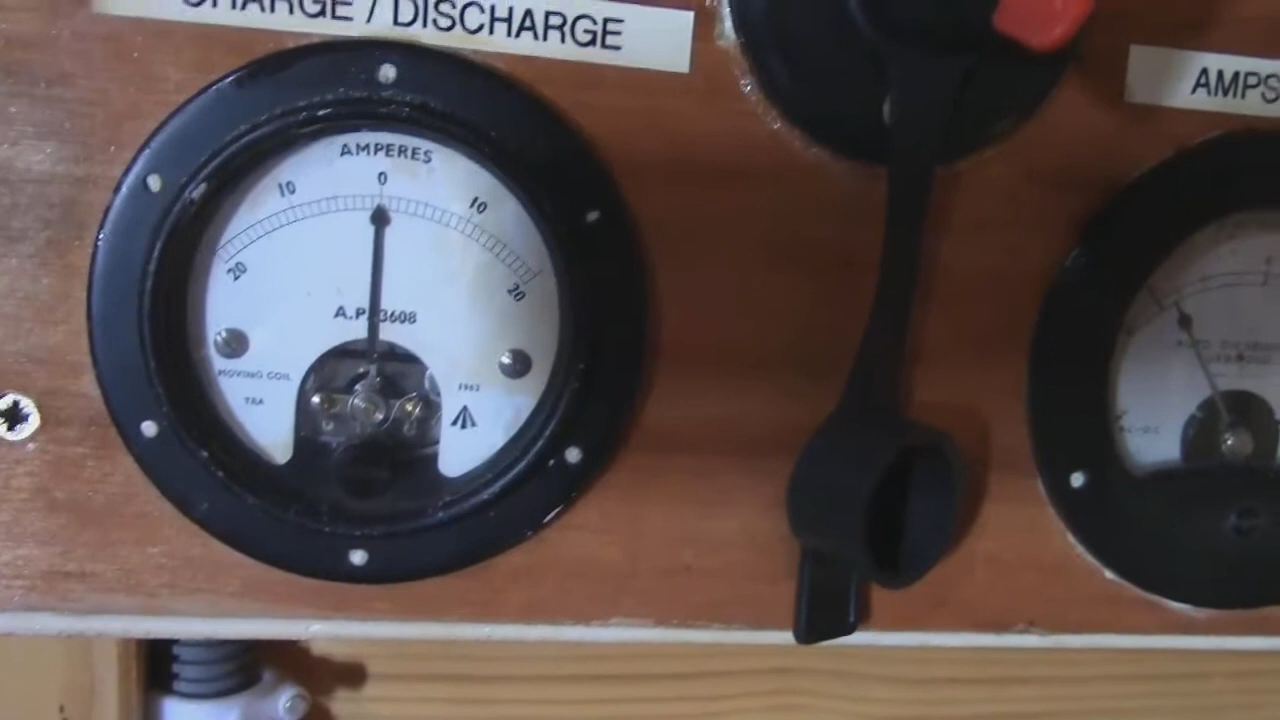 CHARGE / DISCHARGE
AMPS
AMPERES
10 0 10
20 20
A.P. 3608
MOVING COIL
1962